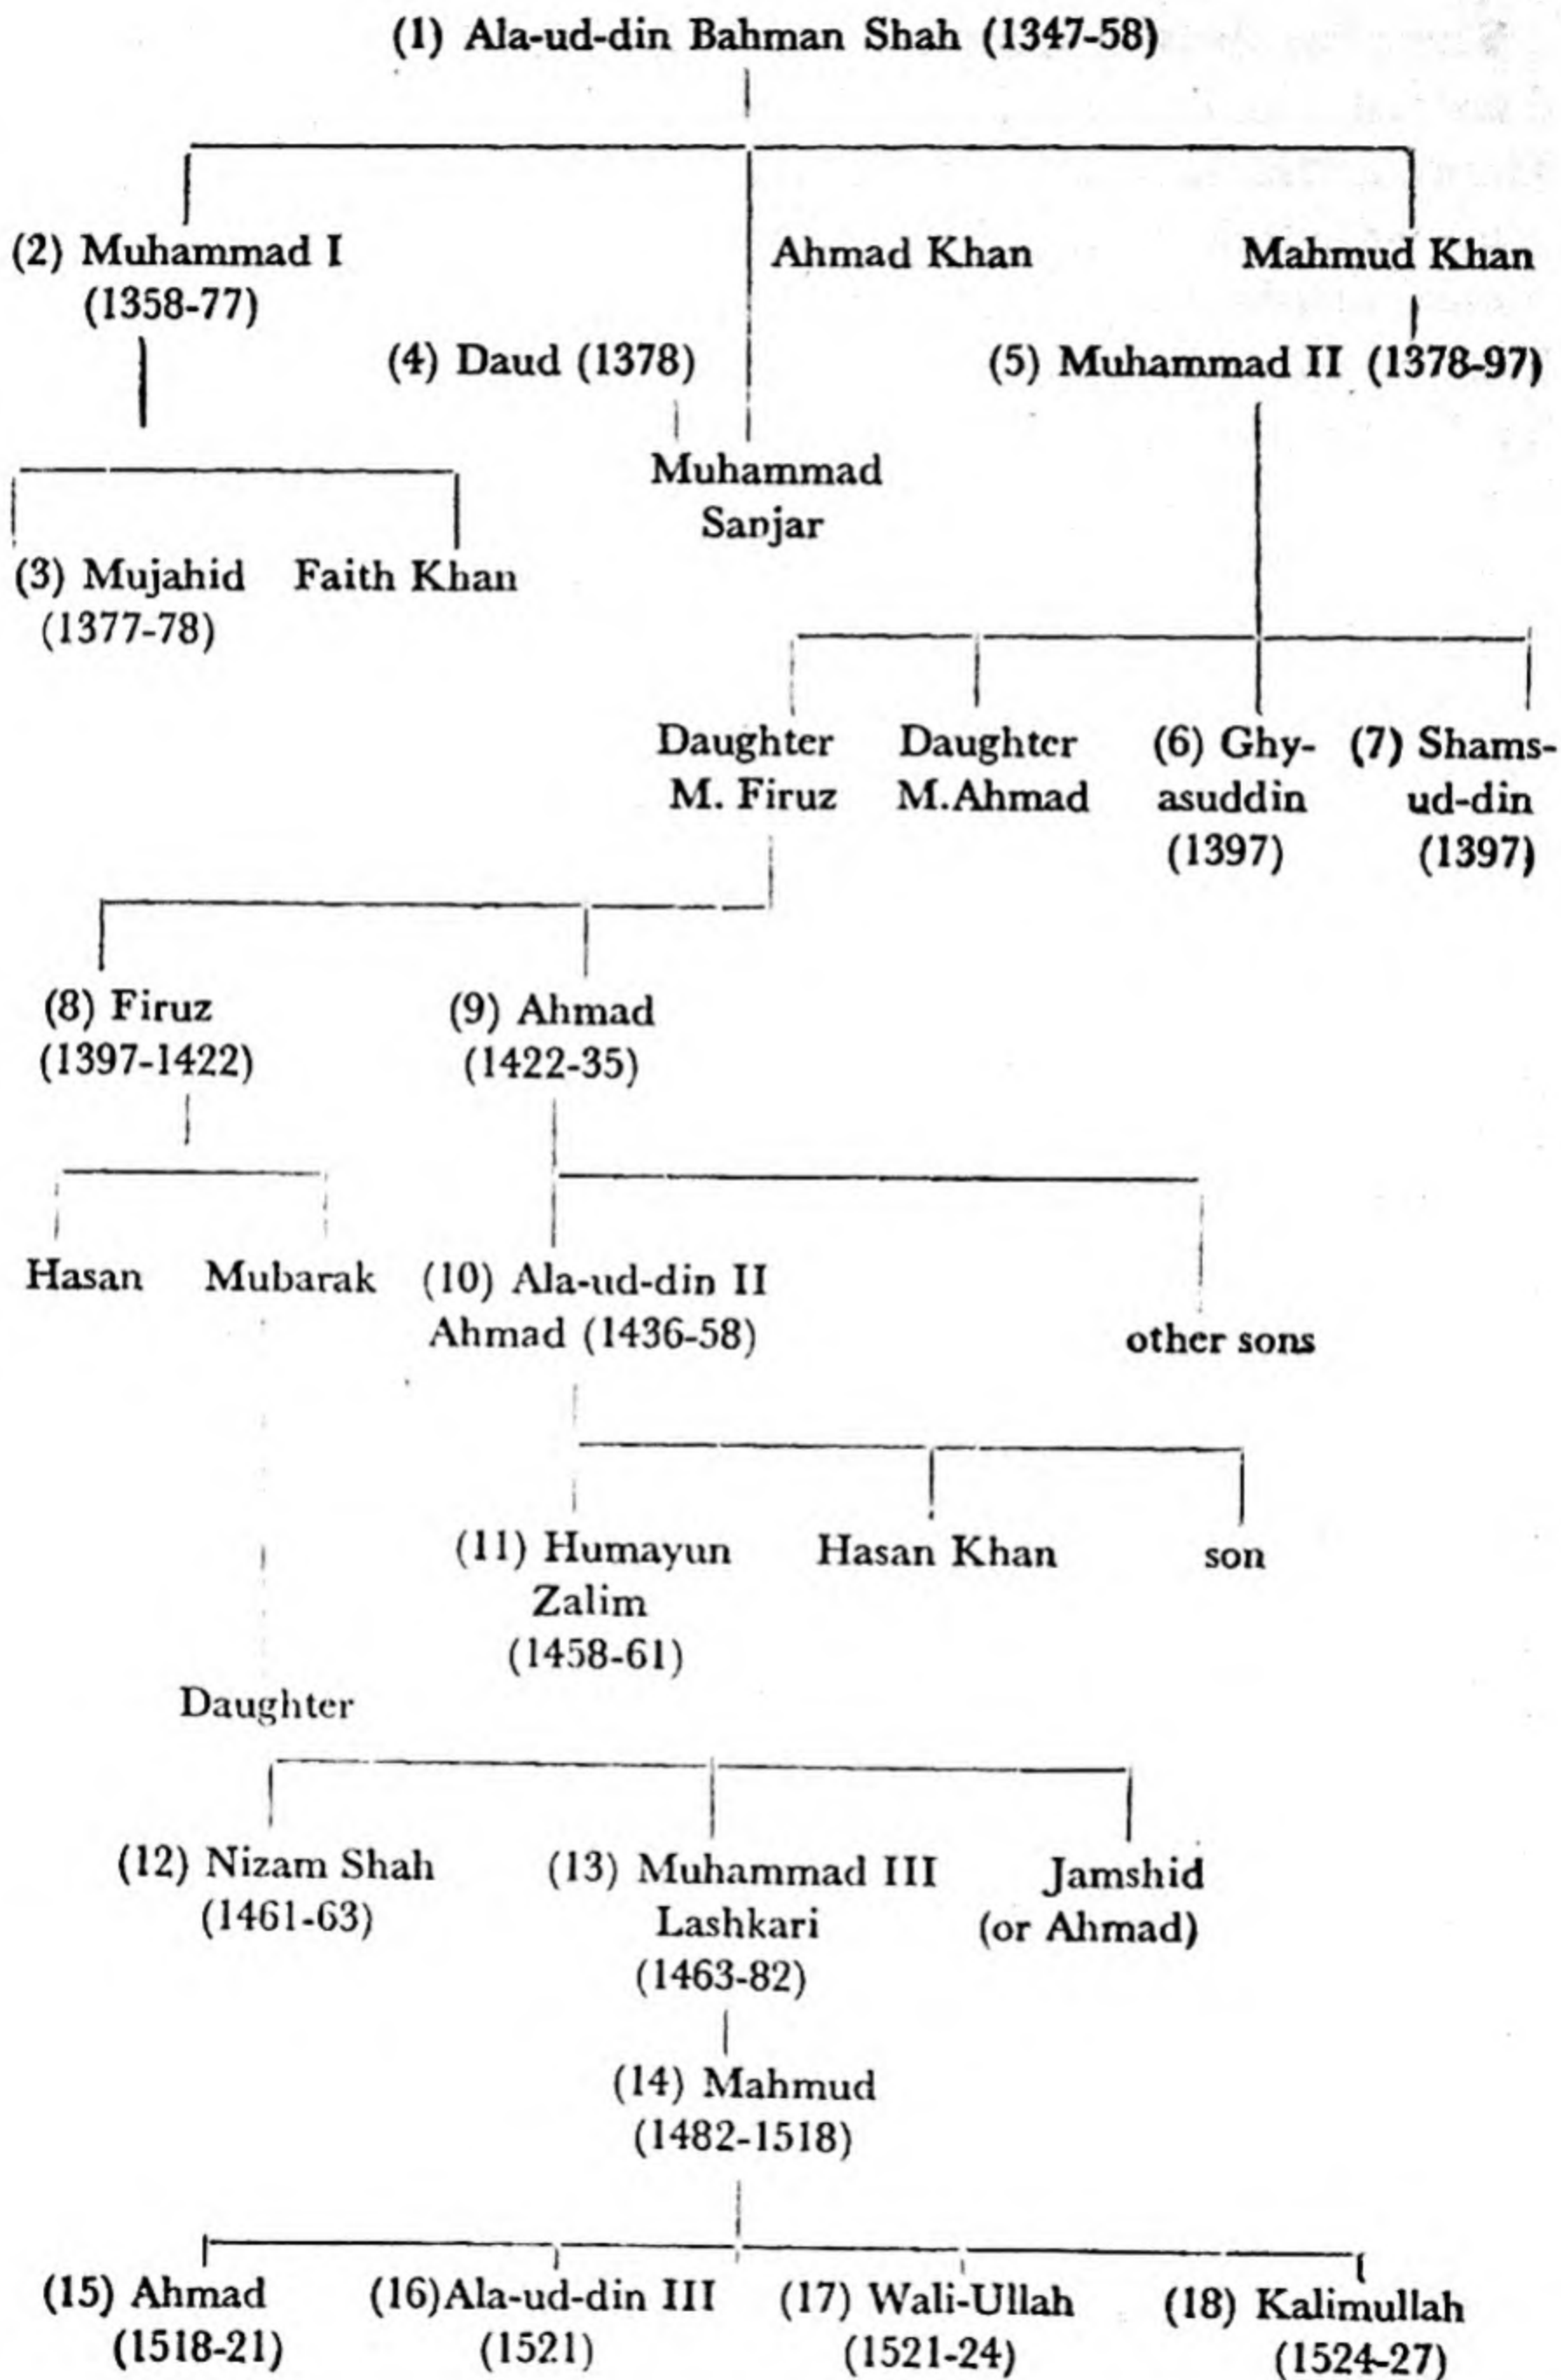 (1) Ala-ud-din Bahman Shah (1347-58)
(2) Muhammad I
(1358-77)
Ahmad Khan
Mahmud Khan
(4) Daud (1378)
(5) Muhammad II (1378-97)
Muhammad
Sanjar
(3) Mujahid
(1377-78)
Faith Khan
Daughter
M. Firuz
Daughter
M.Ahmad
(6) Ghy-
asuddin
(1397)
(7) Shams-
ud-din
(1397)
(8) Firuz
(1397-1422)
(9) Ahmad
(1422-35)
Hasan
Mubarak
(10) Ala-ud-din II
Ahmad (1436-58)
other sons
(11) Humayun
Zalim
(1458-61)
Hasan Khan
son
Daughter
(12) Nizam Shah
(1461-63)
(13) Muhammad III
Lashkari
(1463-82)
Jamshid
(or Ahmad)
(14) Mahmud
(1482-1518)
(15) Ahmad
(1518-21)
(16)Ala-ud-din III
(1521)
(17) Wali-Ullah
(1521-24)
(18) Kalimullah
(1524-27)